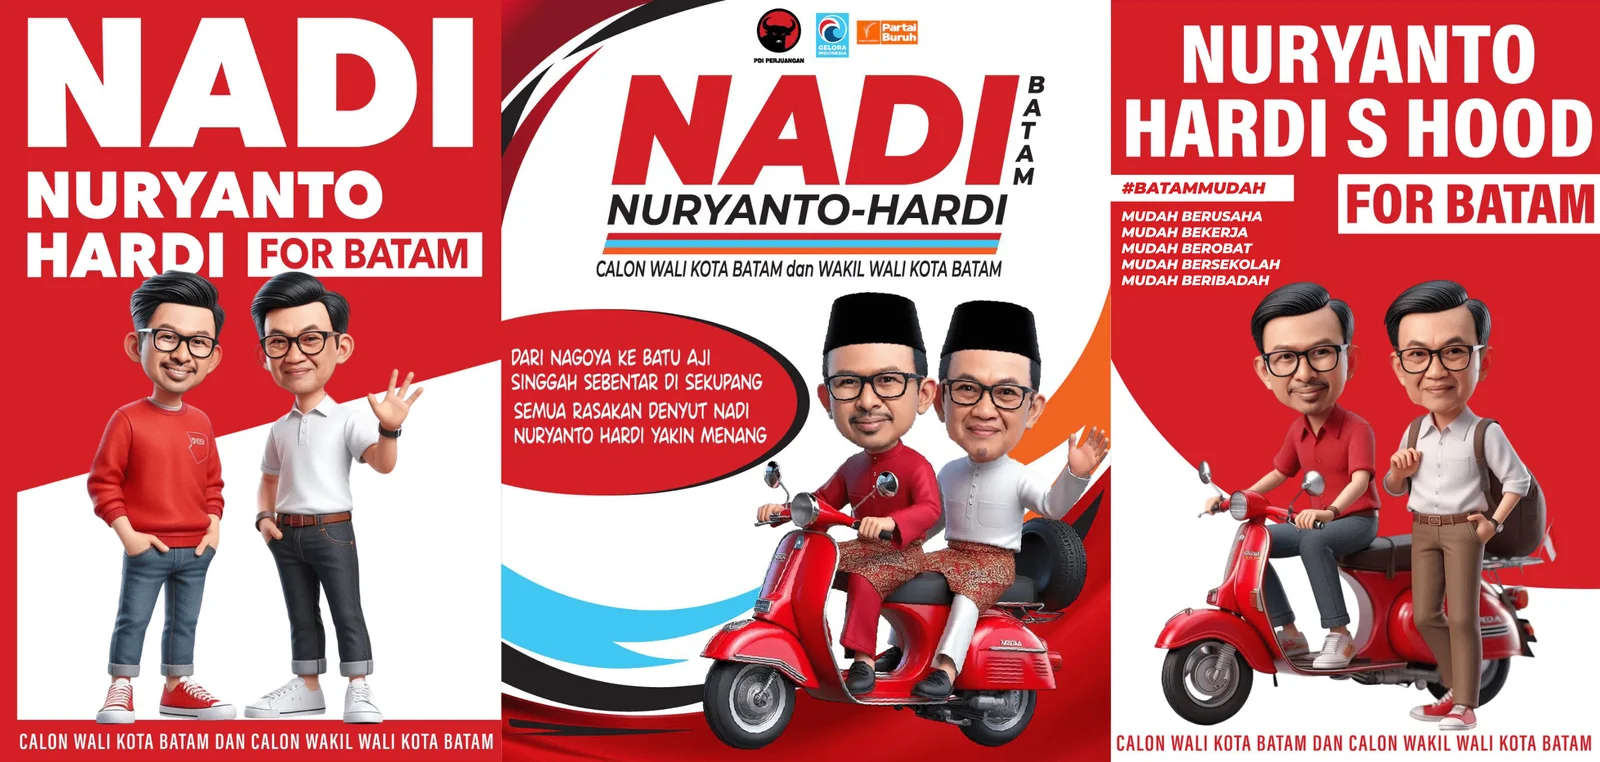 NADI
NURYANTO
HARDI
FOR BATAM
CALON WALI KOTA BATAM DAN CALON WAKIL WALI KOTA BATAM
PDI PERJUANGAN
GELORA
INDONESIA
Partai
Buruh
NADI
BATAM
NURYANTO-HARDI
CALON WALI KOTA BATAM dan WAKIL WALI KOTA BATAM
DARI NAGOYA KE BATU AJI
SINGGAH SEBENTAR DI SEKUPANG
SEMUA RASAKAN DENYUT NADI
NURYANTO HARDI YAKIN MENANG
NURYANTO
HARDI S HOOD
FOR BATAM
#BATAMMUDAH
MUDAH BERUSAHA
MUDAH BEKERJA
MUDAH BEROBAT
MUDAH BERSEKOLAH
MUDAH BERIBADAH
CALON WALI KOTA BATAM DAN CALON WAKIL WALI KOTA BATAM